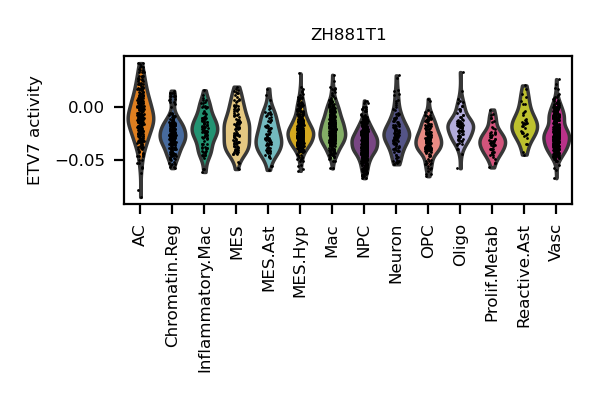 ZH881T1
ETV7 activity
0.00
−0.05
AC
Chromatin.Reg
Inflammatory.Mac
MES
MES.Ast
MES.Hyp
Mac
NPC
Neuron
OPC
Oligo
Prolif.Metab
Reactive.Ast
Vasc